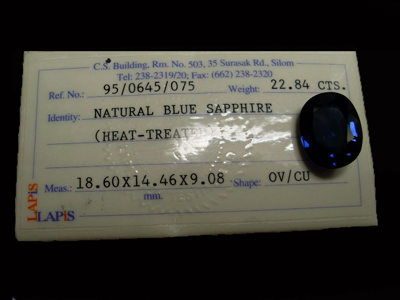 C.S. Building, Rm. No. 503, 35 Surasak Rd., Silom
Tel: 238-2319/20; Fax: (662) 238-2320
Ref. No.: 95/0645/075 Weight: 22.84 CTS.
Identity: NATURAL BLUE SAPPHIRE
(HEAT-TREATE
Meas.: 18.60X14.46X9.08 Shape: OV/CU
mm.
LAPIS
LAPIS